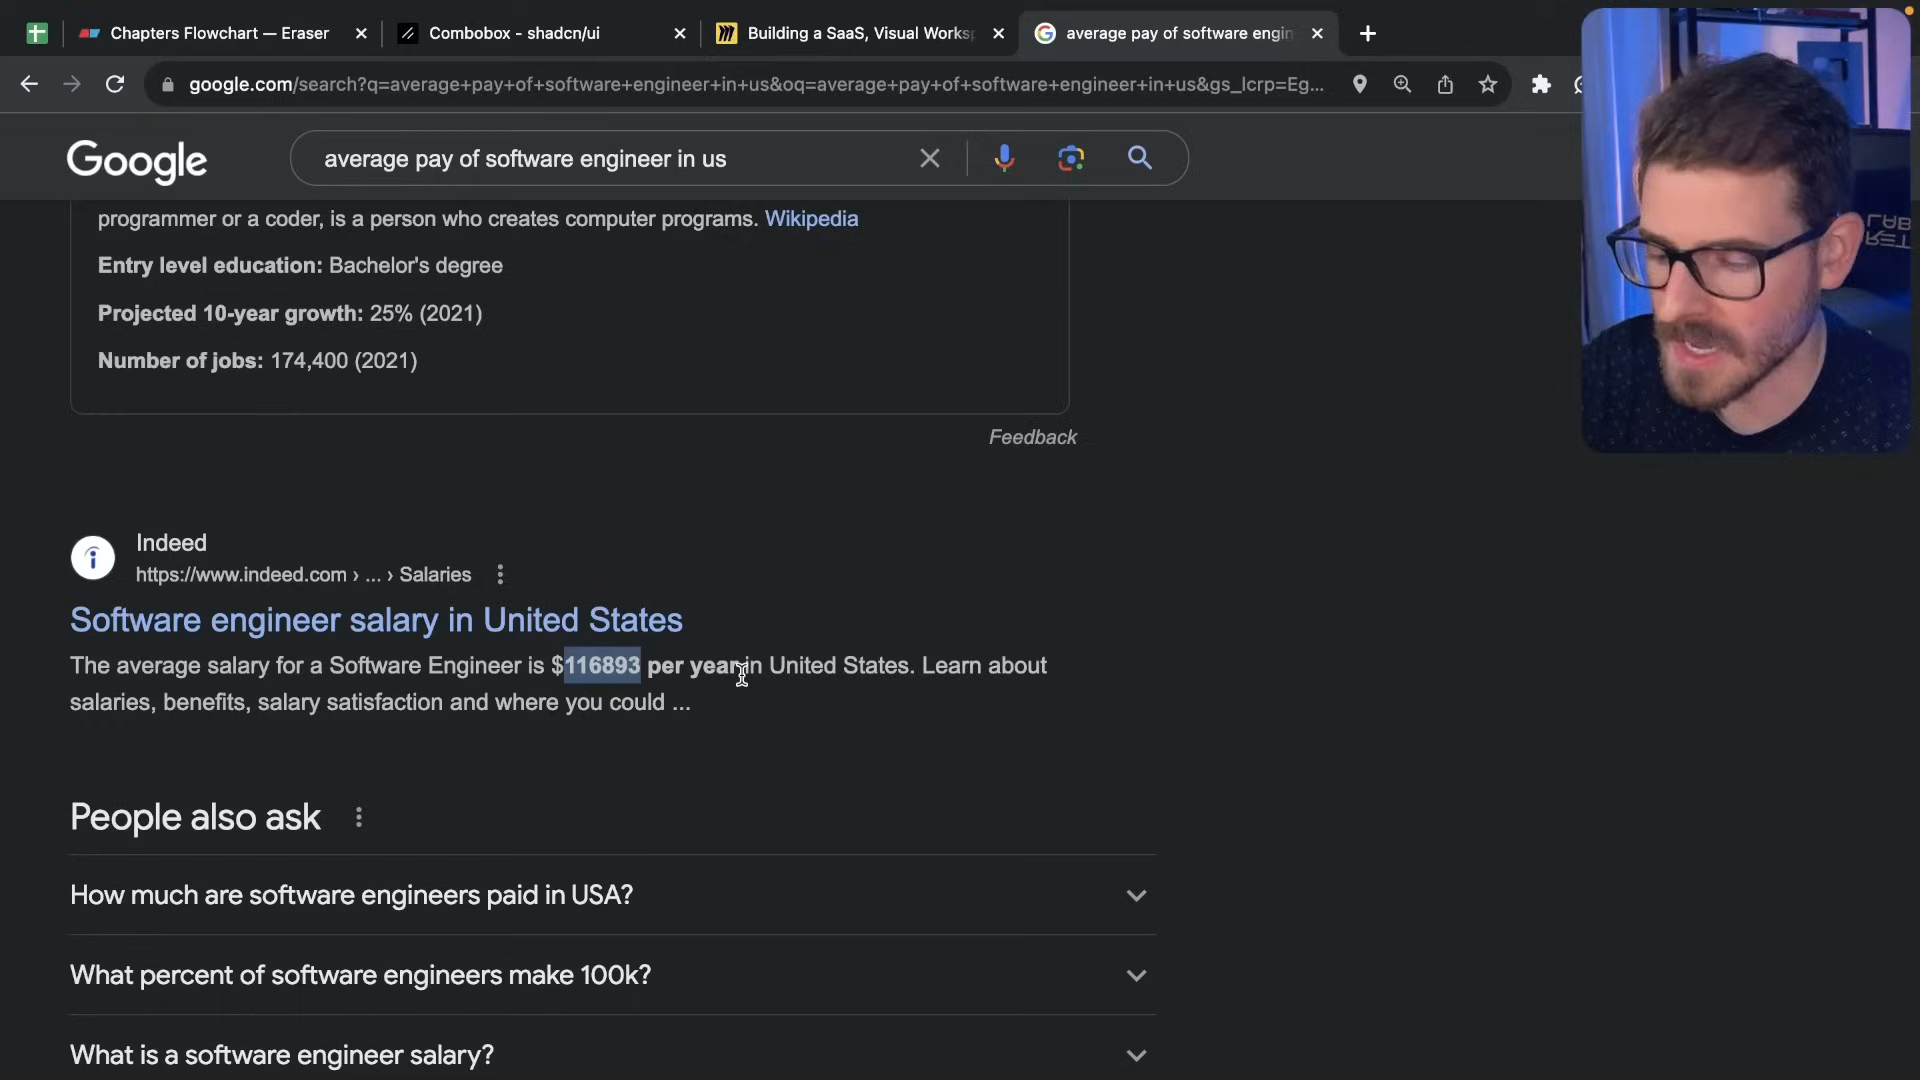 Chapters Flowchart — Eraser
Combobox - shadcn/ui
Building a SaaS, Visual Works
average pay of software engin
google.com/search?q=average+pay+of+software+engineer+in+us&oq=average+pay+of+software+engineer+in+us&gs_lcrp=Eg...
Google
average pay of software engineer in us
programmer or a coder, is a person who creates computer programs. Wikipedia
Entry level education: Bachelor's degree
Projected 10-year growth: 25% (2021)
Number of jobs: 174,400 (2021)
Feedback
Indeed
https://www.indeed.com › ... › Salaries
Software engineer salary in United States
The average salary for a Software Engineer is $116893 per year in United States. Learn about
salaries, benefits, salary satisfaction and where you could ...
People also ask
How much are software engineers paid in USA?
What percent of software engineers make 100k?
What is a software engineer salary?